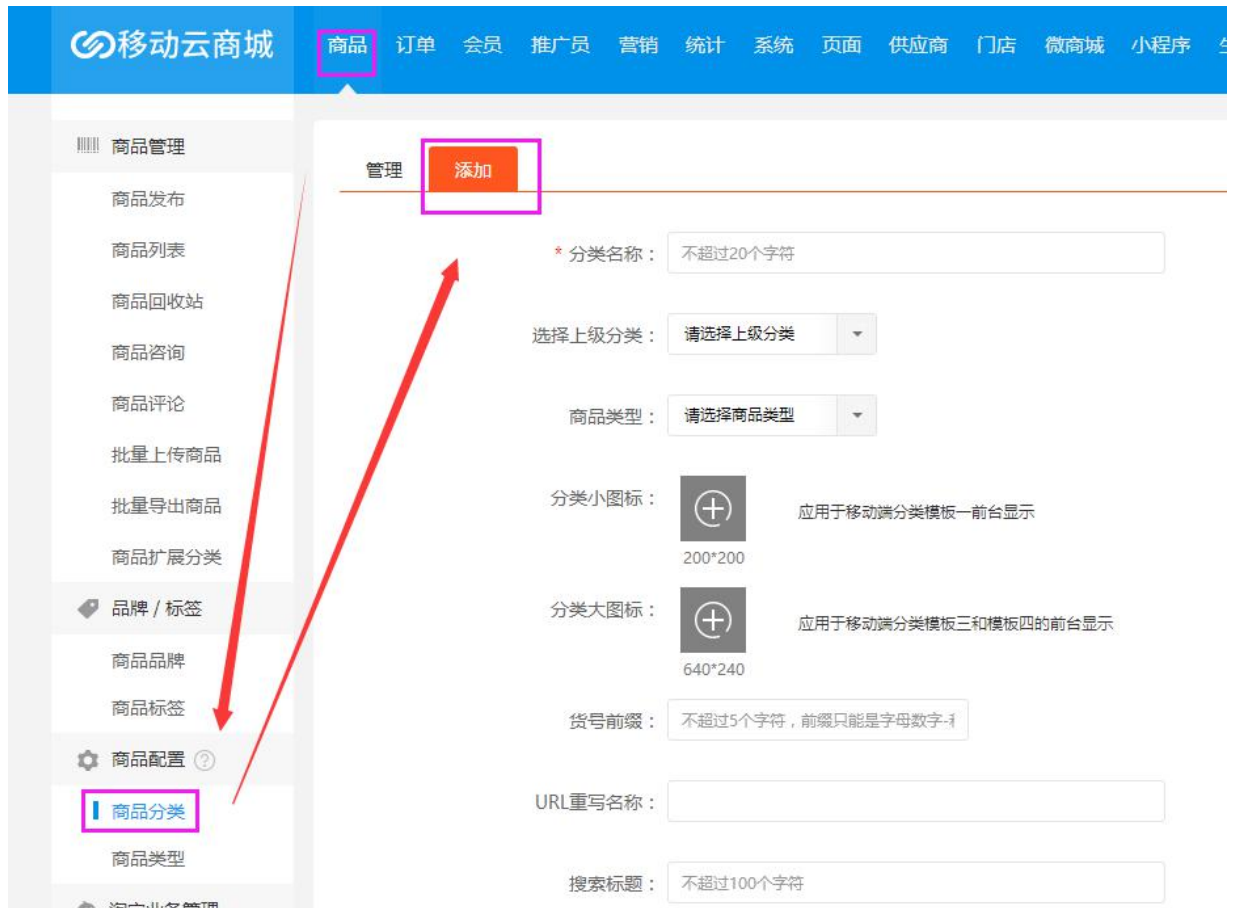 移动云商城
商品 订单 会员 推广员 营销 统计 系统 页面 供应商 门店 微商城 小程序
商品管理
商品发布
商品列表
商品回收站
商品咨询
商品评论
批量上传商品
批量导出商品
商品扩展分类
品牌 / 标签
商品品牌
商品标签
商品配置 ?
商品分类
商品类型
管理 添加
* 分类名称： 不超过20个字符
选择上级分类： 请选择上级分类
商品类型： 请选择商品类型
分类小图标： 应用于移动端分类模板一前台显示
200*200
分类大图标： 应用于移动端分类模板三和模板四的前台显示
640*240
货号前缀： 不超过5个字符，前缀只能是字母数字-
URL重写名称：
搜索标题： 不超过100个字符